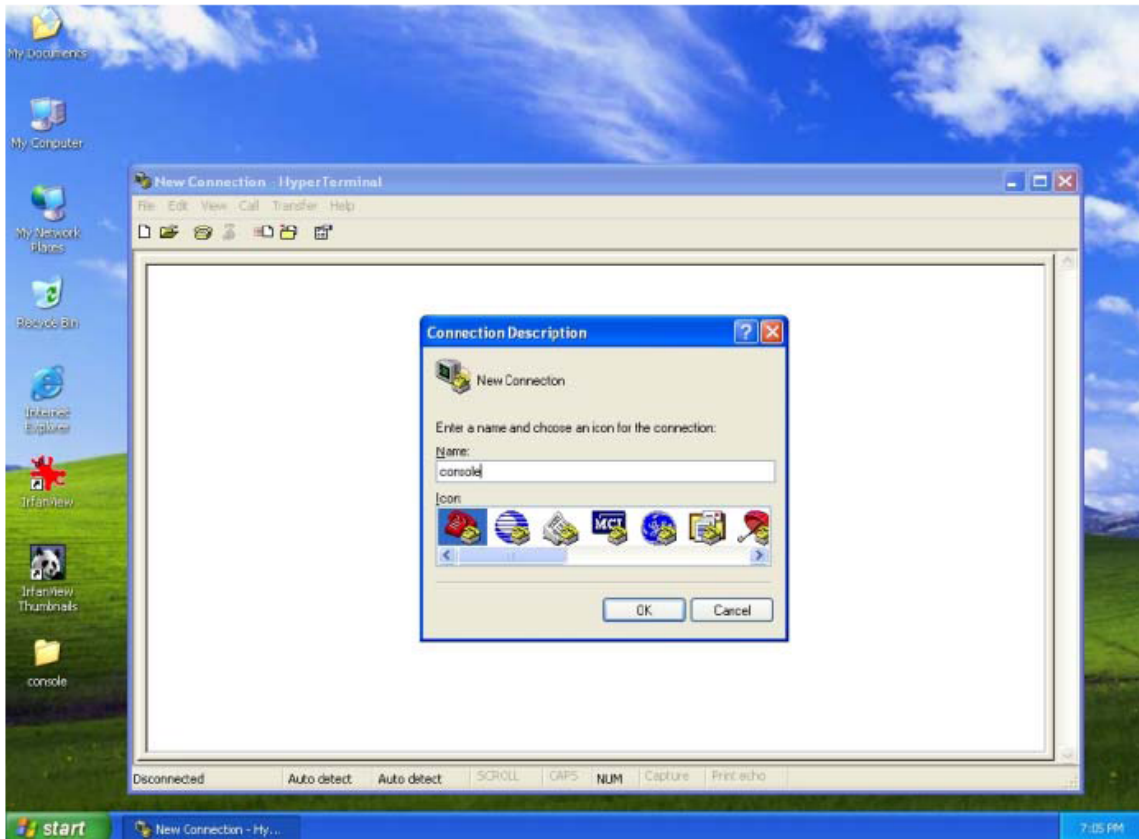 My Documents
My Computer
My Network
Places
Recycle Bin
Internet
Explorer
IrfanView
IrfanView
Thumbnails
console
New Connection - HyperTerminal
File Edit View Call Transfer Help
Connection Description
New Connection
Enter a name and choose an icon for the connection:
Name:
console
Icon:
MCI
OK Cancel
Disconnected Auto detect Auto detect SCROLL CAPS NUM Capture Print echo
start New Connection - Hy... 7:05 PM